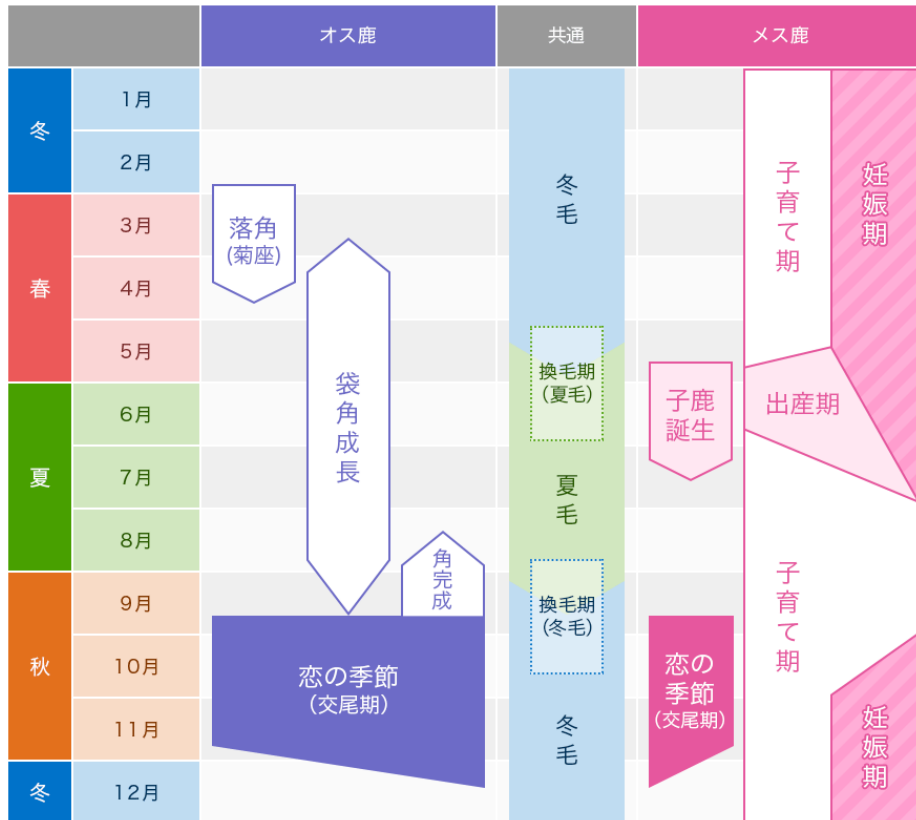 オス鹿
共通
メス鹿
冬
1月
2月
春
3月
4月
5月
夏
6月
7月
8月
秋
9月
10月
11月
冬
12月
落角
(菊座)
袋角成長
角完成
恋の季節
(交尾期)
冬毛
換毛期
(夏毛)
夏毛
換毛期
(冬毛)
冬毛
子鹿
誕生
恋の
季節
(交尾期)
子育て期
妊娠期
出産期
子育て期
妊娠期